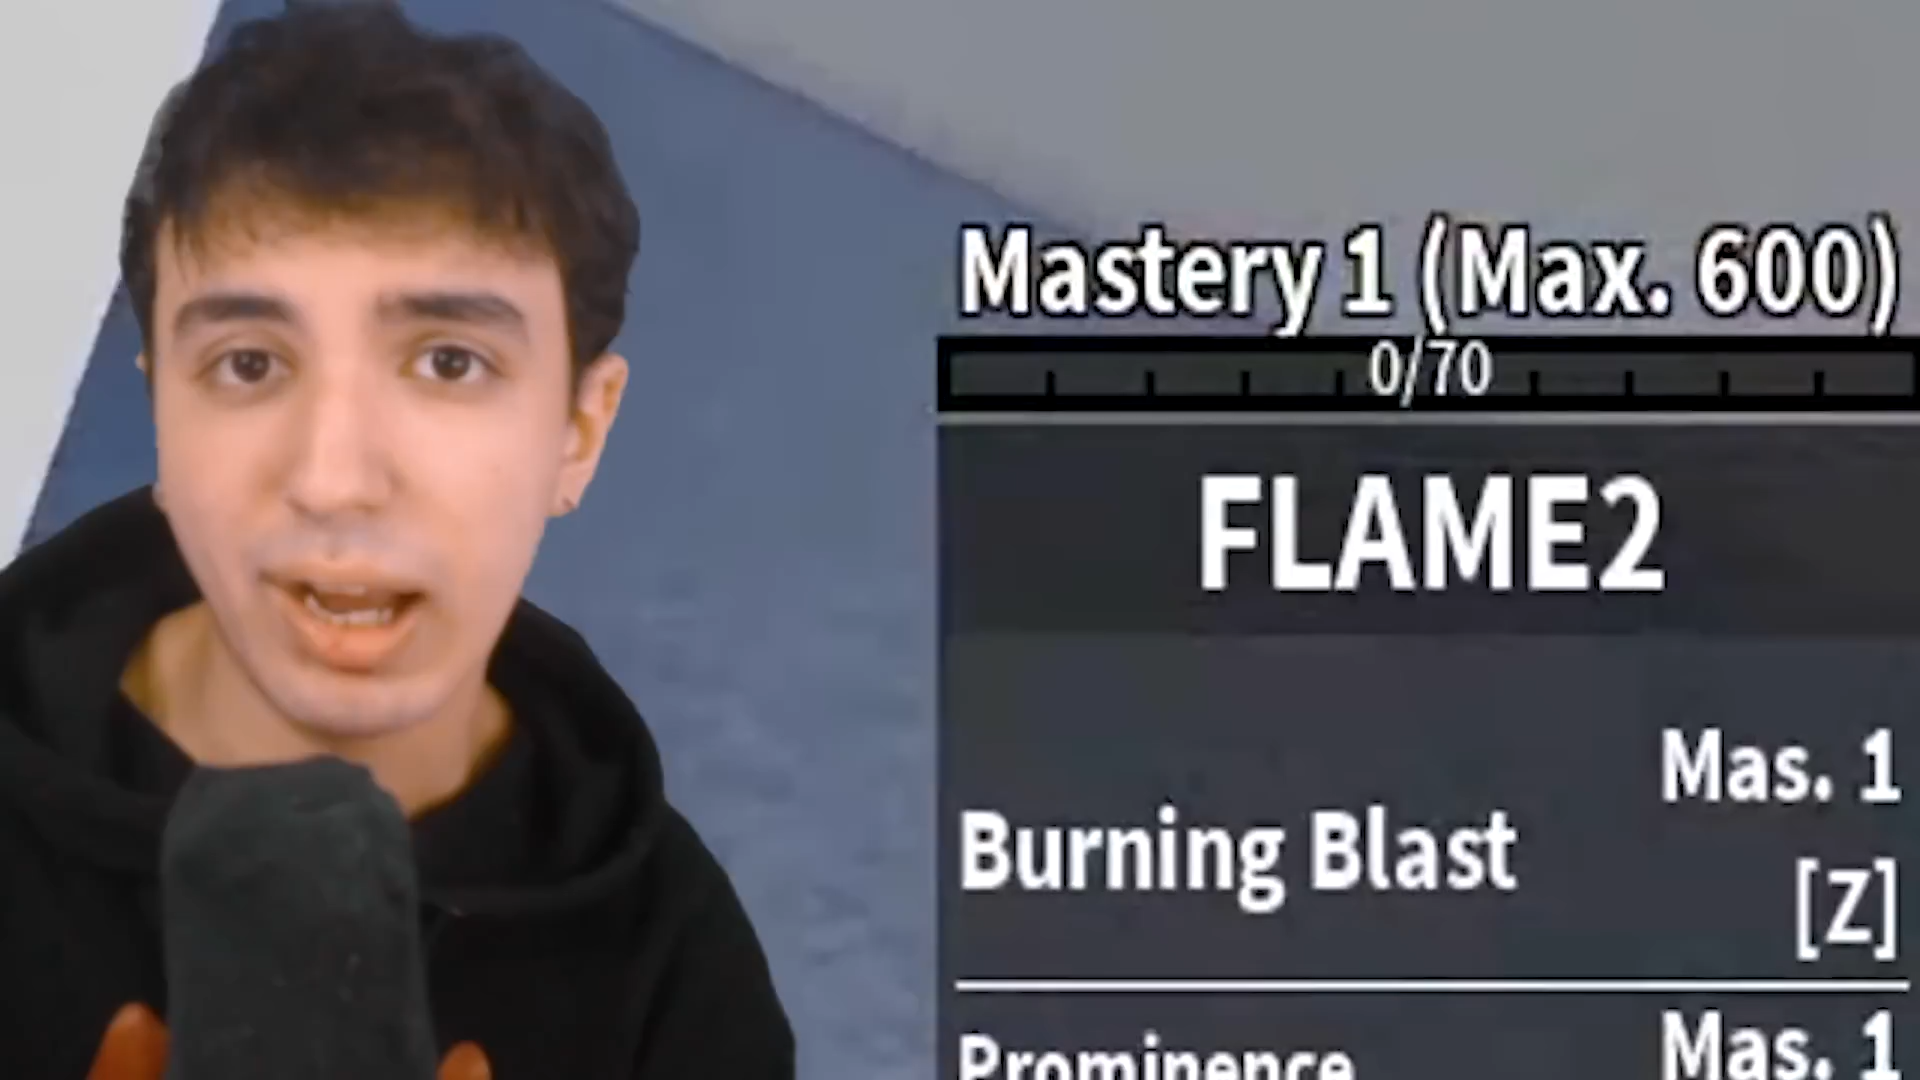 Mastery 1 (Max. 600)
0/70
FLAME2
Mas. 1
Burning Blast
[Z]
Mas. 1
Prominence